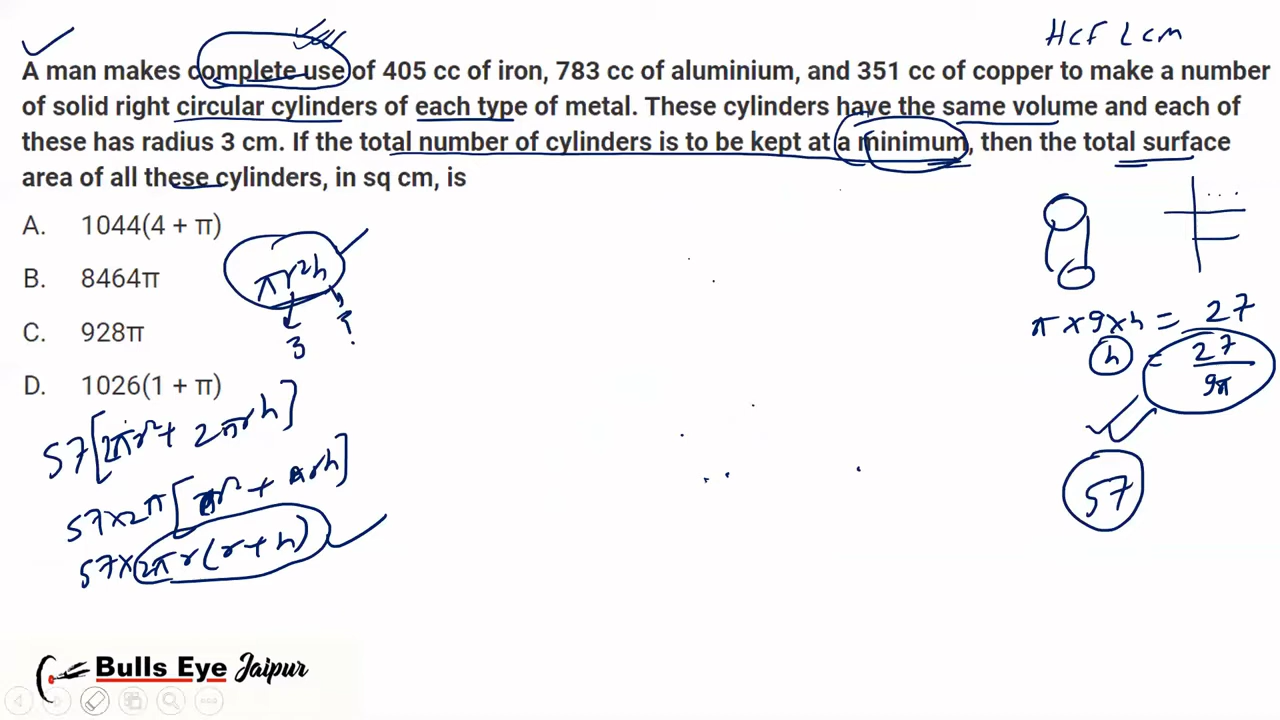 HCF LCM
A man makes complete use of 405 cc of iron, 783 cc of aluminium, and 351 cc of copper to make a number
of solid right circular cylinders of each type of metal. These cylinders have the same volume and each of
these has radius 3 cm. If the total number of cylinders is to be kept at a minimum, then the total surface
area of all these cylinders, in sq cm, is
A. 1044(4 + π)
B. 8464π
C. 928π
D. 1026(1 + π)
πr²h
3 ?
π x 9 x h = 27
h = 27/9π
57
57[2πr² + 2πrh]
57x2π[r² + rh]
57x2πr(r+h)
Bulls Eye Jaipur